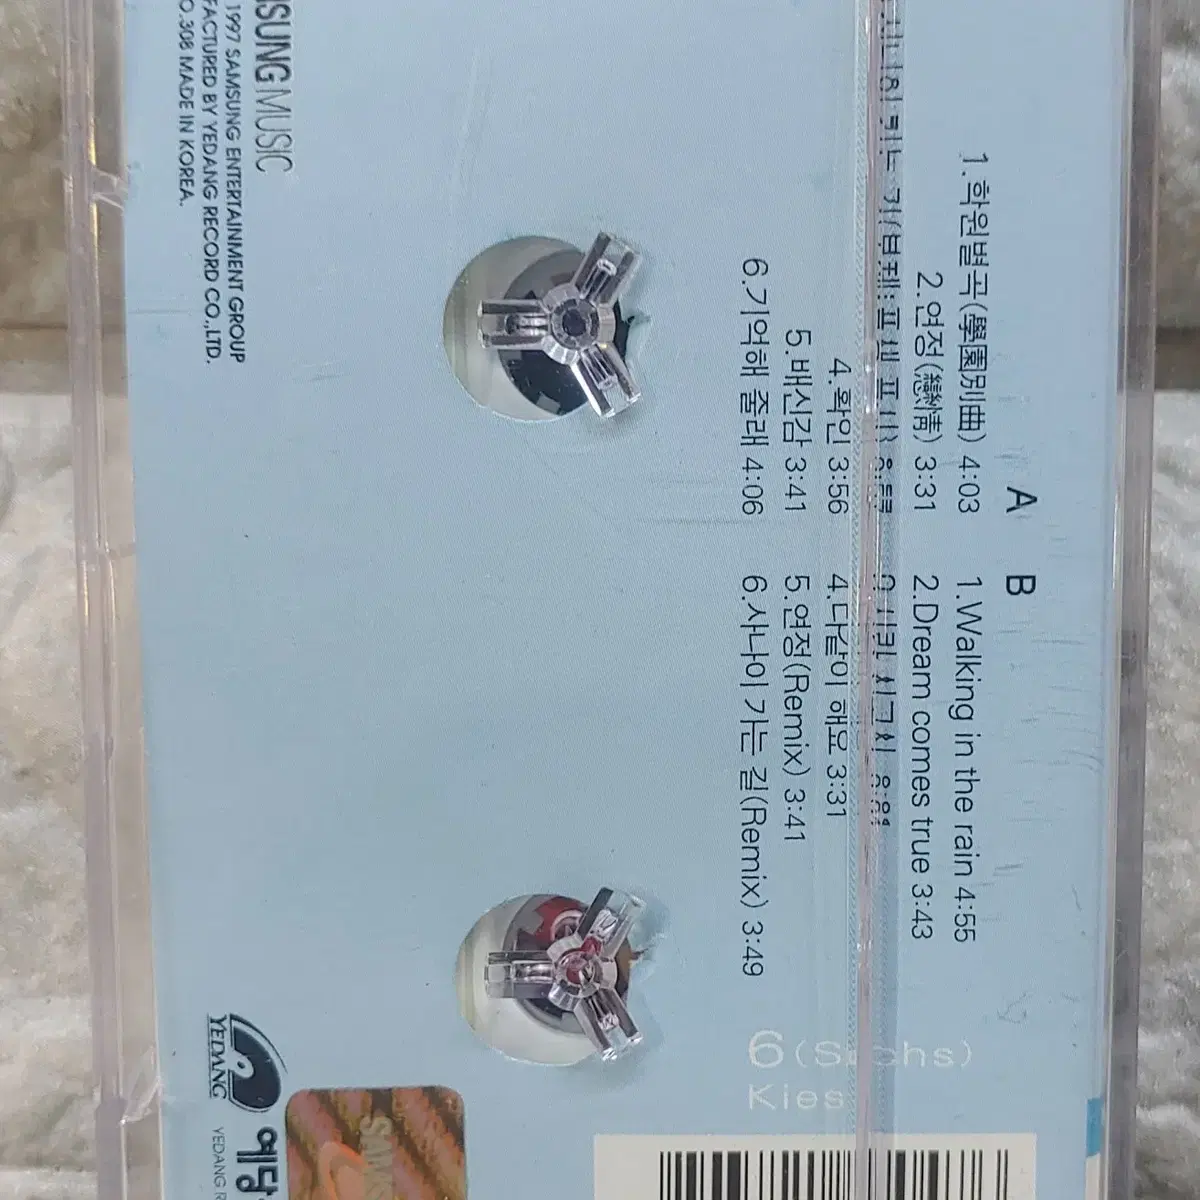 A
1.학원별곡(學園別曲) 4:03
2.연정(戀情) 3:31
4.확인 3:56
5.배신감 3:41
6.기억해 줄래 4:06
B
1.Walking in the rain 4:55
2.Dream comes true 3:43
4.다같이 해요 3:31
5.연정(Remix) 3:41
6.사나이 가는 길(Remix) 3:49
6
Kies
MUSIC
1997 SAMSUNG ENTERTAINMENT GROUP
BY YEDANG RECORD CO.,LTD.
308 MADE IN KOREA.
YEDANG
YEDANG